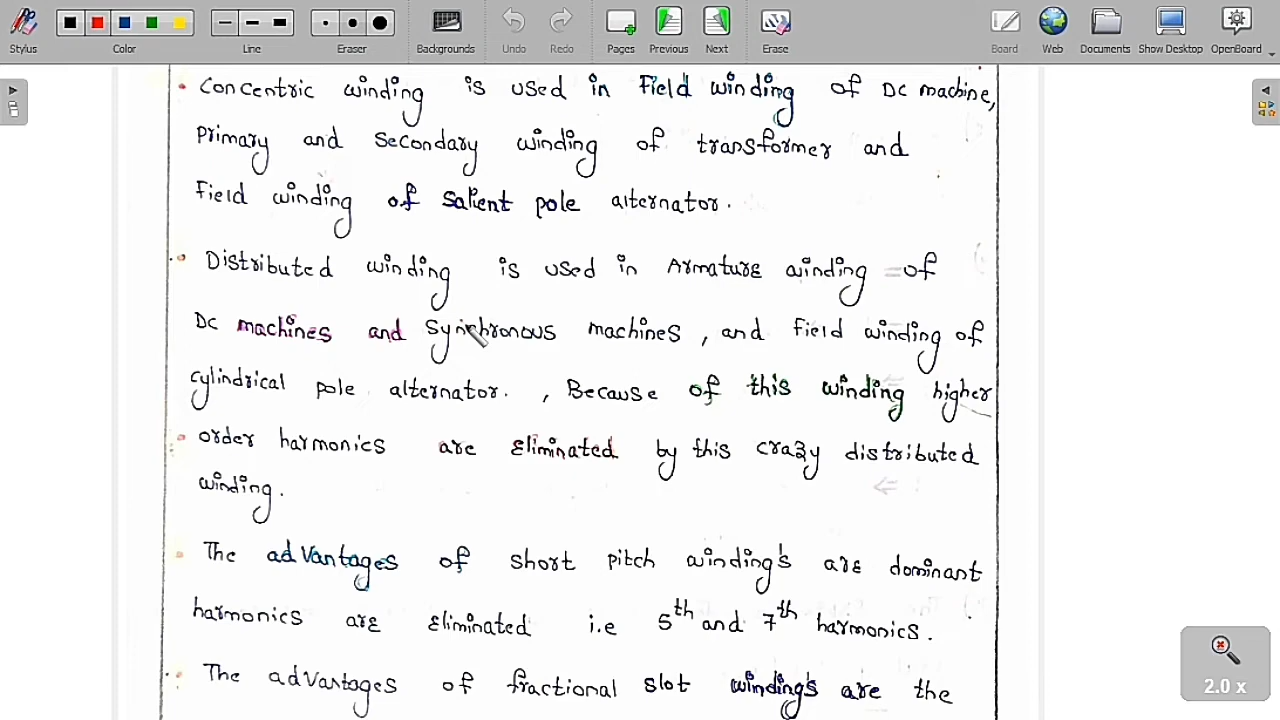 Stylus
Color
Line
Eraser
Backgrounds
Undo
Redo
Pages
Previous
Next
Erase
Board
Web
Documents
Show Desktop
OpenBoard
• Concentric winding is used in Field winding of DC machine,
Primary and Secondary winding of transformer and
Field winding of Salient pole alternator.
• Distributed winding is used in Armature winding of
DC machines and Synchronous machines, and Field winding of
cylindrical pole alternator., Because of this winding higher
• order harmonics are Eliminated by this crazy distributed
winding.
• The advantages of short pitch winding's are dominant
harmonics are Eliminated i.e 5th and 7th harmonics.
• The advantages of fractional slot winding's are the
2.0 x